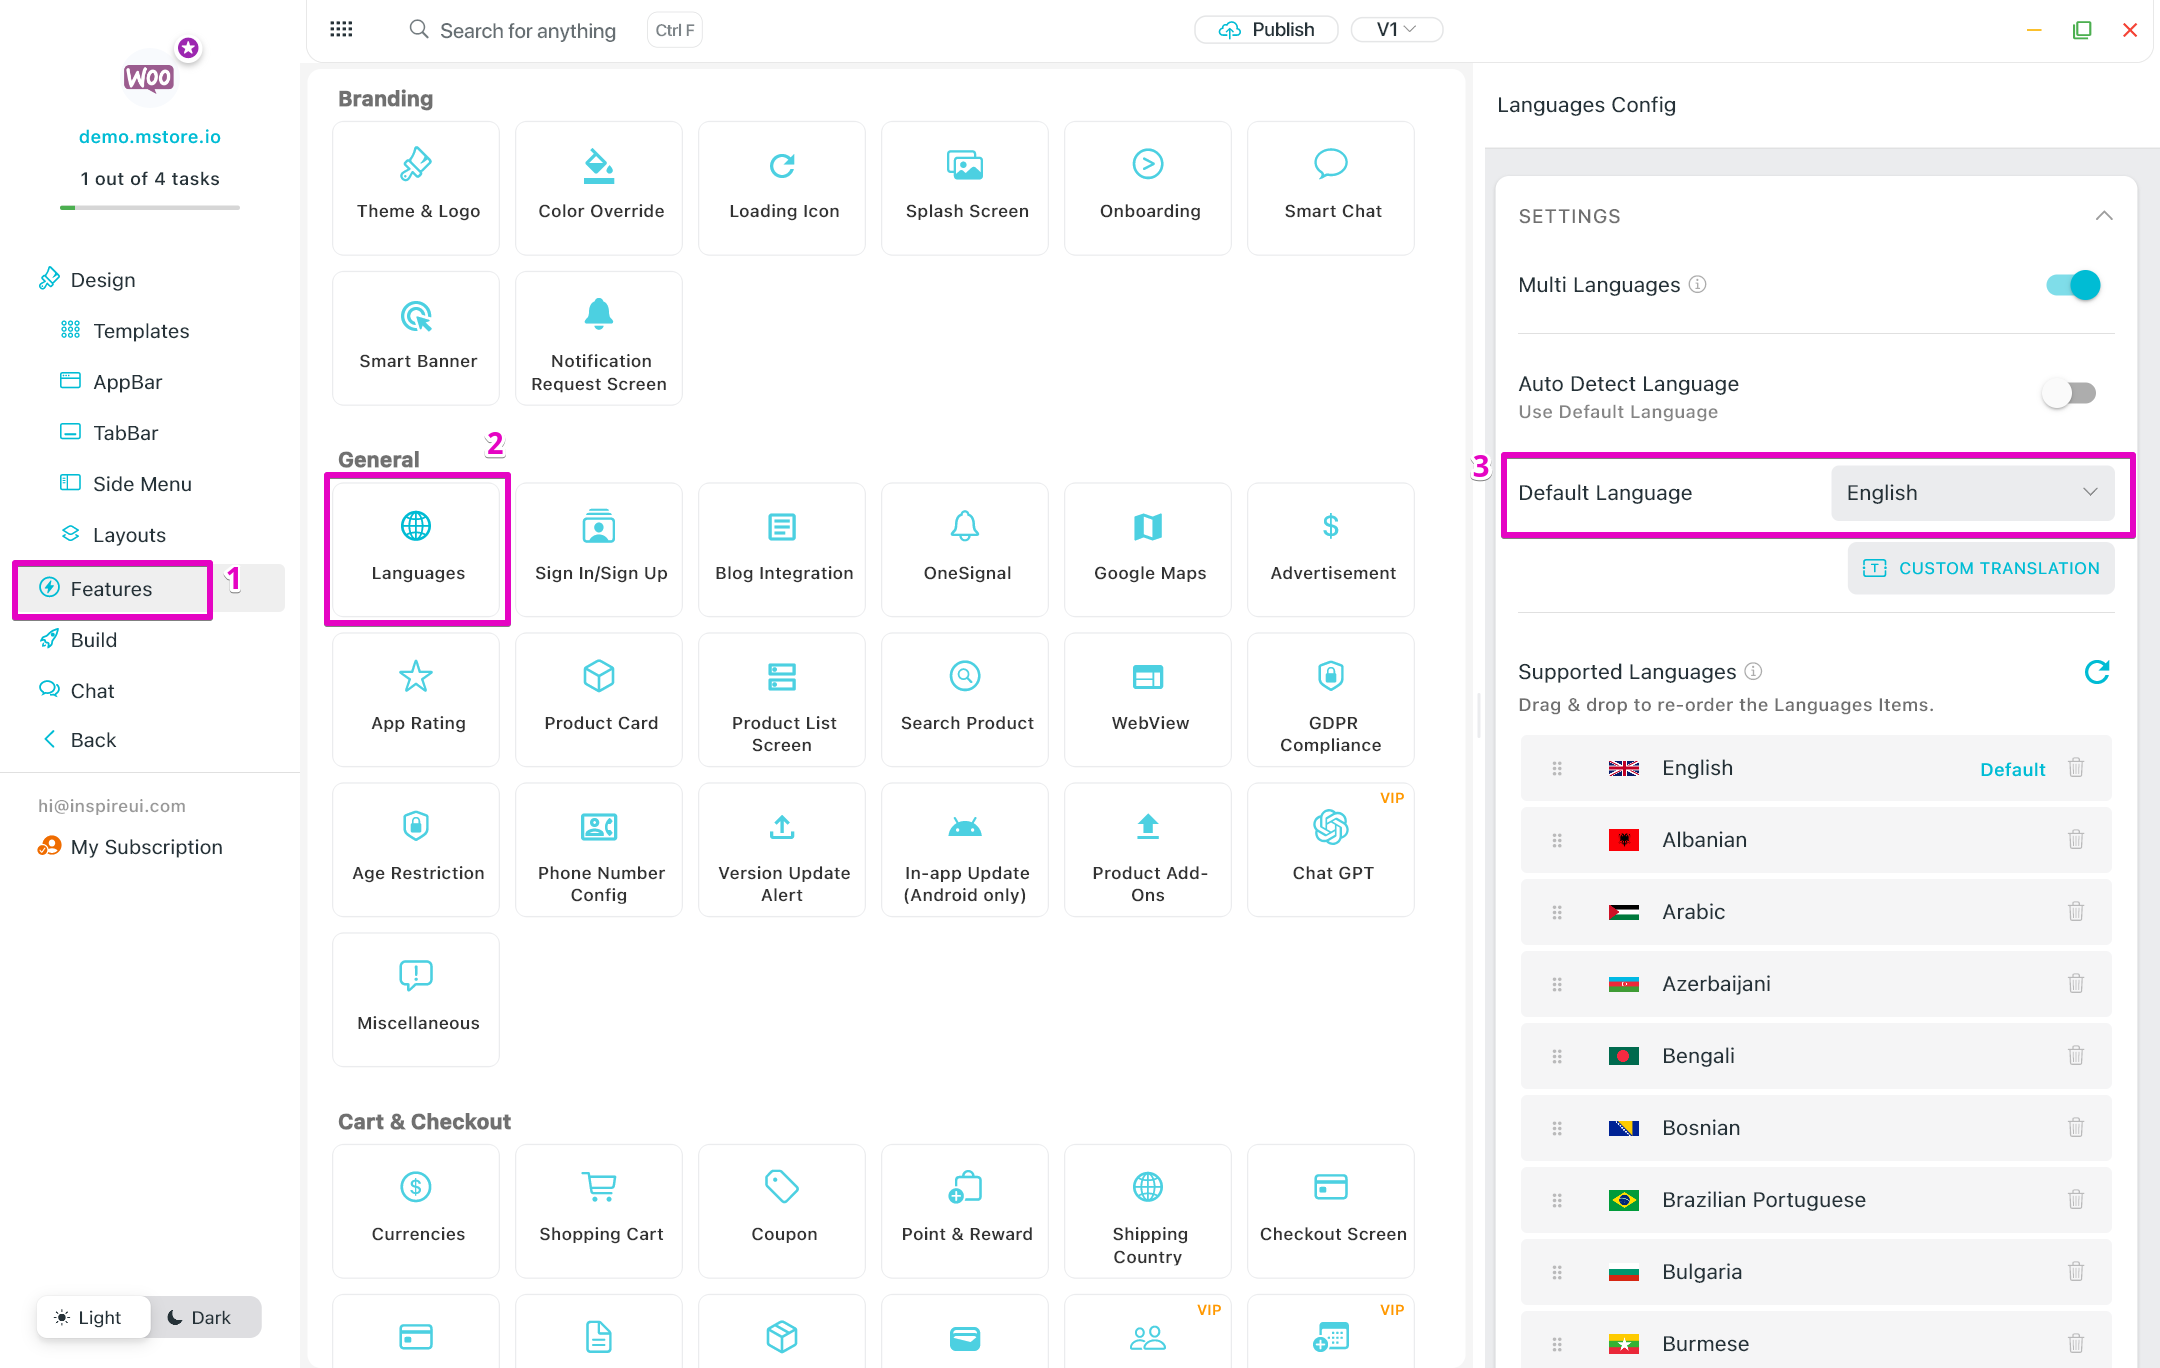 Search for anything
Ctrl F
Publish
V1
WOO
demo.mstore.io
1 out of 4 tasks
Design
Templates
AppBar
TabBar
Side Menu
Layouts
Features
1
Build
Chat
Back
hi@inspireui.com
My Subscription
Light
Dark
Branding
Theme & Logo
Color Override
Loading Icon
Splash Screen
Onboarding
Smart Chat
Smart Banner
Notification
Request Screen
General
2
Languages
Sign In/Sign Up
Blog Integration
OneSignal
Google Maps
Advertisement
App Rating
Product Card
Product List
Screen
Search Product
WebView
GDPR
Compliance
Age Restriction
Phone Number
Config
Version Update
Alert
In-app Update
(Android only)
Product Add-
Ons
VIP
Chat GPT
Miscellaneous
Cart & Checkout
Currencies
Shopping Cart
Coupon
Point & Reward
Shipping
Country
Checkout Screen
VIP
VIP
Languages Config
SETTINGS
Multi Languages
Auto Detect Language
Use Default Language
3
Default Language
English
CUSTOM TRANSLATION
Supported Languages
Drag & drop to re-order the Languages Items.
English
Default
Albanian
Arabic
Azerbaijani
Bengali
Bosnian
Brazilian Portuguese
Bulgaria
Burmese